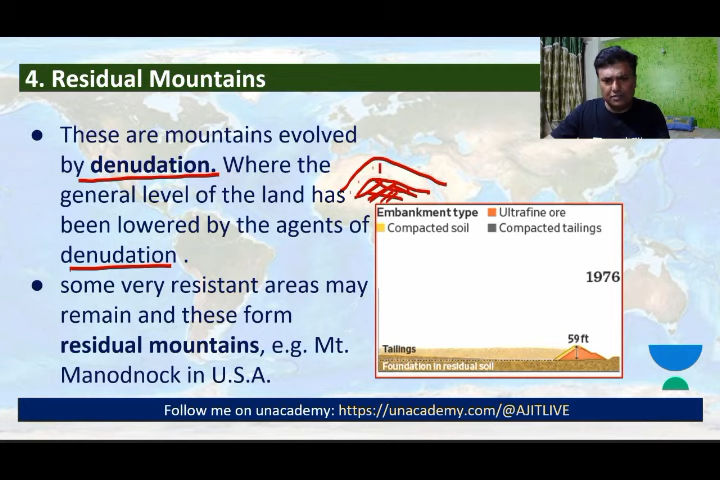 4. Residual Mountains
● These are mountains evolved
by denudation. Where the
general level of the land has
been lowered by the agents of
denudation .
● some very resistant areas may
remain and these form
residual mountains, e.g. Mt.
Manodnock in U.S.A.
Embankment type Ultrafine ore
Compacted soil Compacted tailings
1976
59 ft
Tailings
Foundation in residual soil
Follow me on unacademy: https://unacademy.com/@AJITLIVE